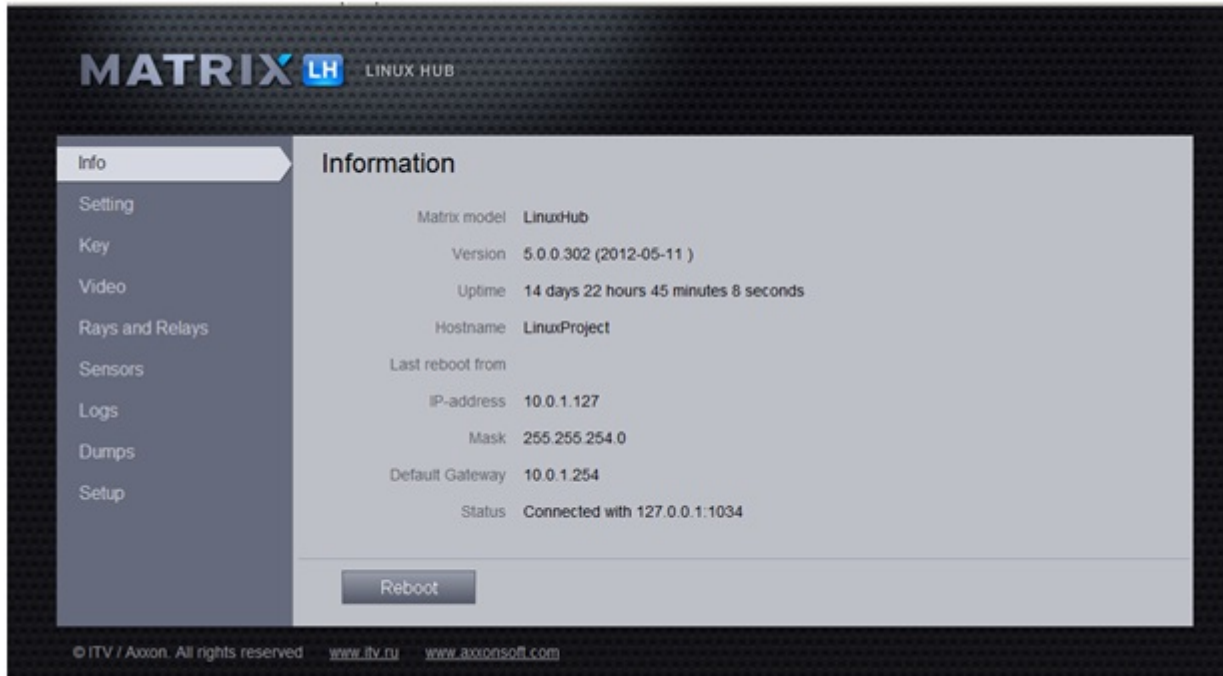 MATRIX LH LINUX HUB
Info
Setting
Key
Video
Rays and Relays
Sensors
Logs
Dumps
Setup
Information
Matrix model LinuxHub
Version 5.0.0.302 (2012-05-11 )
Uptime 14 days 22 hours 45 minutes 8 seconds
Hostname LinuxProject
Last reboot from
IP-address 10.0.1.127
Mask 255.255.254.0
Default Gateway 10.0.1.254
Status Connected with 127.0.0.1:1034
Reboot
© ITV / Axxon. All rights reserved www.itv.ru www.axxonsoft.com